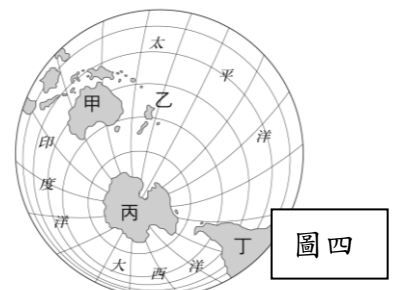 太
平
洋
甲
乙
印
度
洋
丙
丁
大
西
洋
圖四